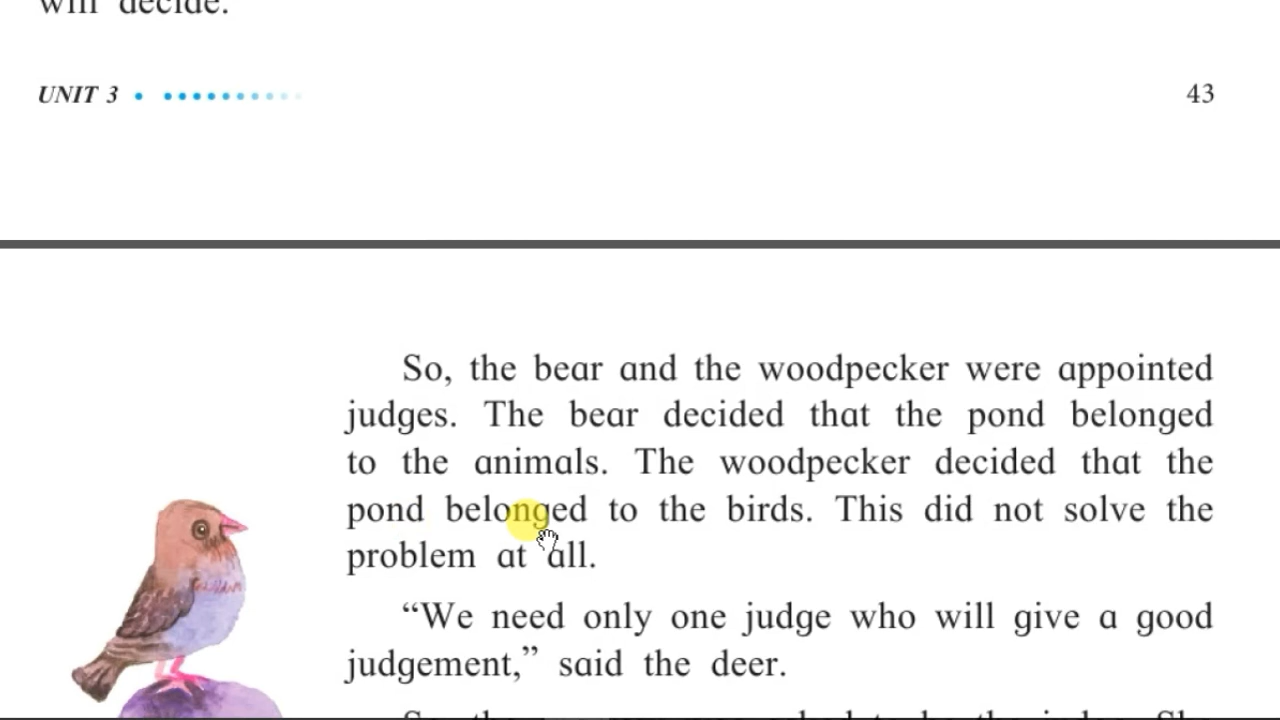 will decide.
UNIT 3
43
So, the bear and the woodpecker were appointed
judges. The bear decided that the pond belonged
to the animals. The woodpecker decided that the
pond belonged to the birds. This did not solve the
problem at all.
“We need only one judge who will give a good
judgement,” said the deer.